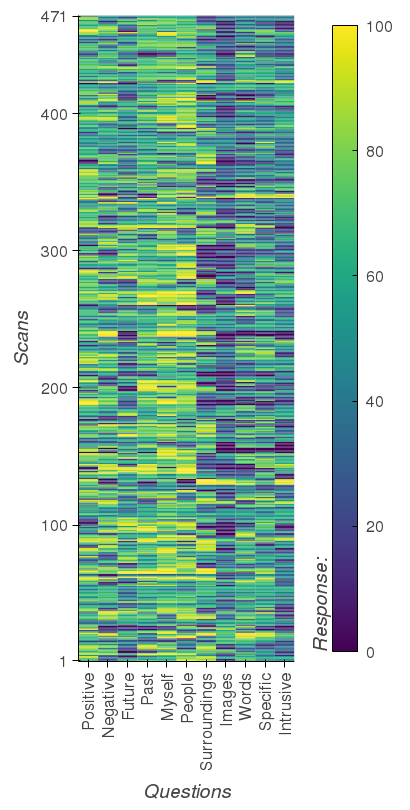 471
400
300
200
100
1
Scans
Positive
Negative
Future
Past
Myself
People
Surroundings
Images
Words
Specific
Intrusive
Questions
100
80
60
40
20
0
Response: